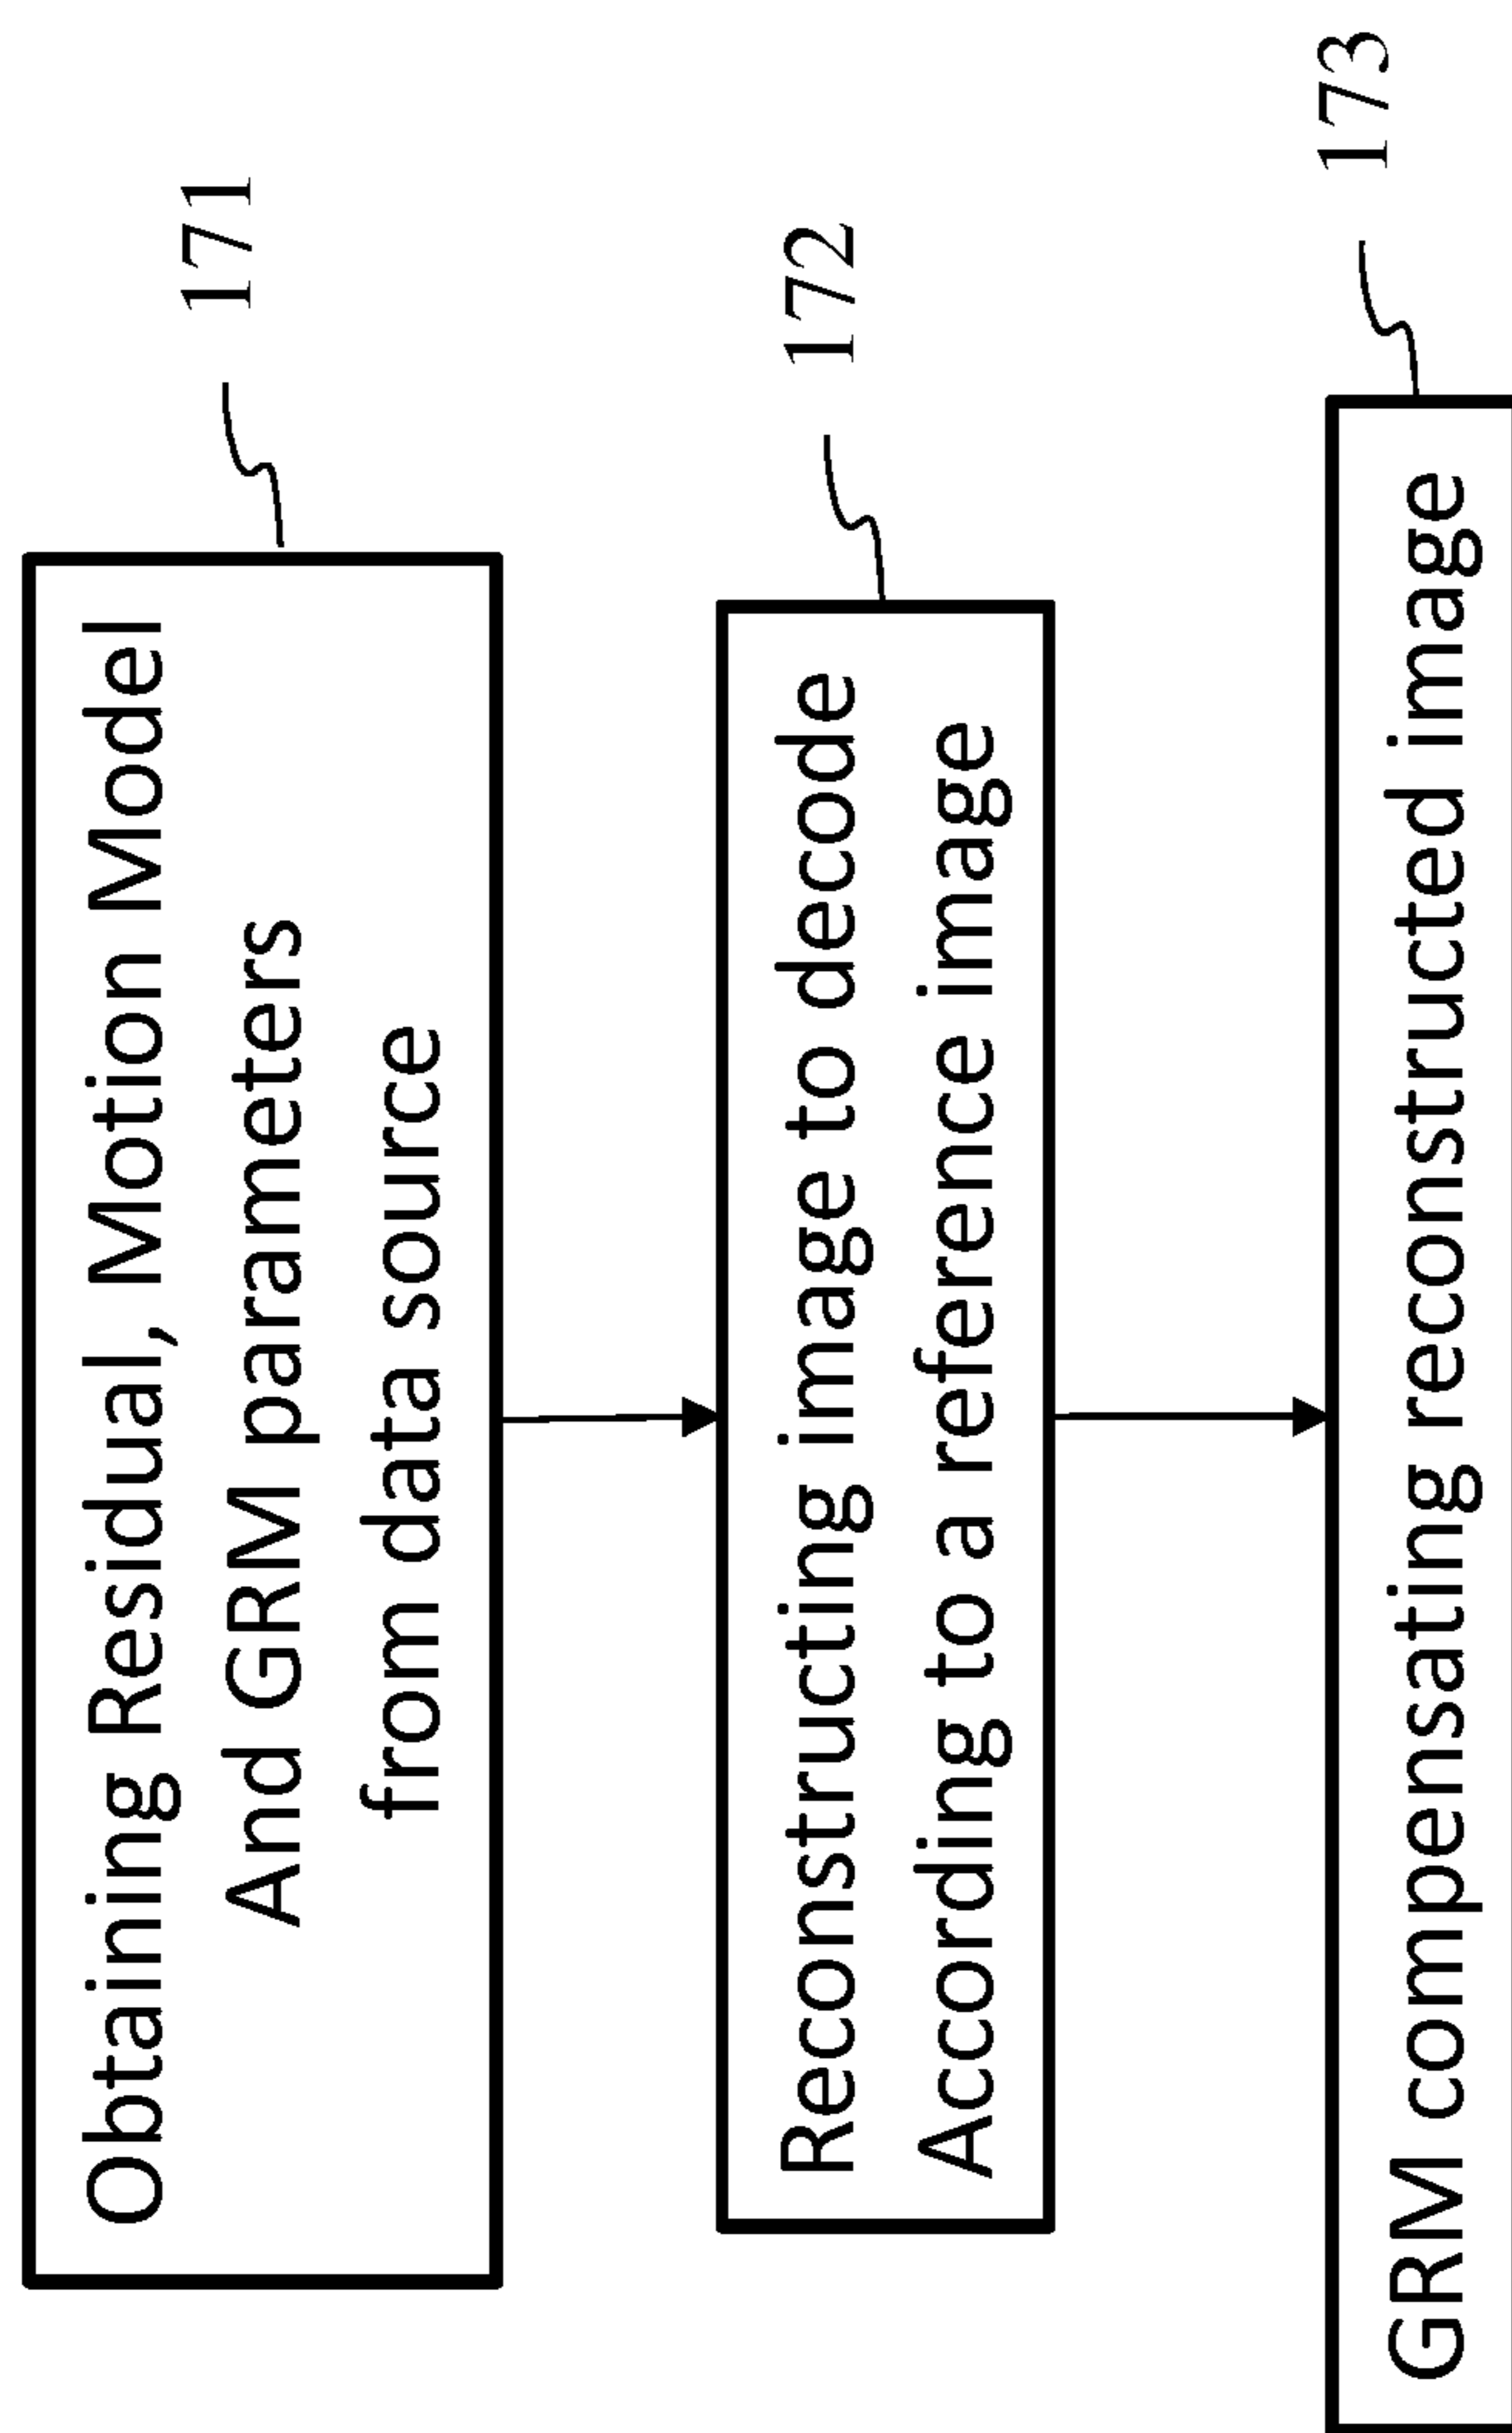 Obtaining Residual, Motion Model
And GRM parameters
from data source
171
Reconstructing image to decode
According to a reference image
172
GRM compensating reconstructed image
173